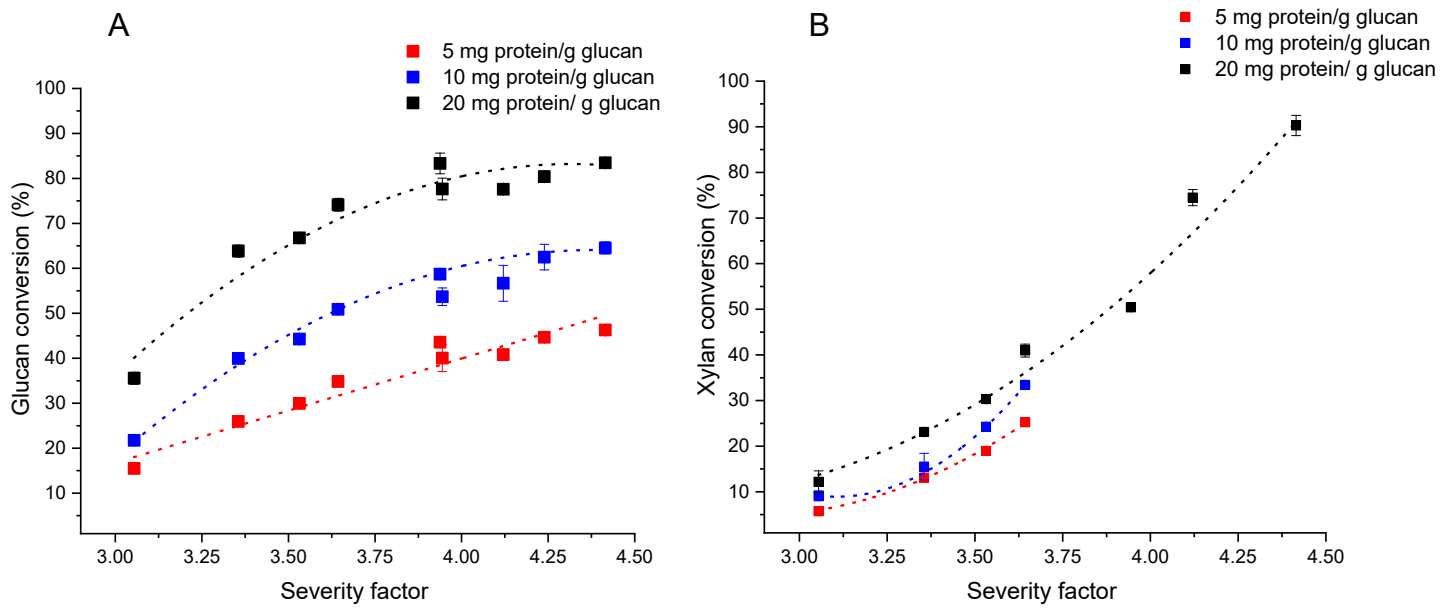 A
5 mg protein/g glucan
10 mg protein/g glucan
20 mg protein/ g glucan
Glucan conversion (%)
100
90
80
70
60
50
40
30
20
10
3.00 3.25 3.50 3.75 4.00 4.25 4.50
Severity factor
B
5 mg protein/g glucan
10 mg protein/g glucan
20 mg protein/ g glucan
Xylan conversion (%)
100
90
80
70
60
50
40
30
20
10
3.00 3.25 3.50 3.75 4.00 4.25 4.50
Severity factor